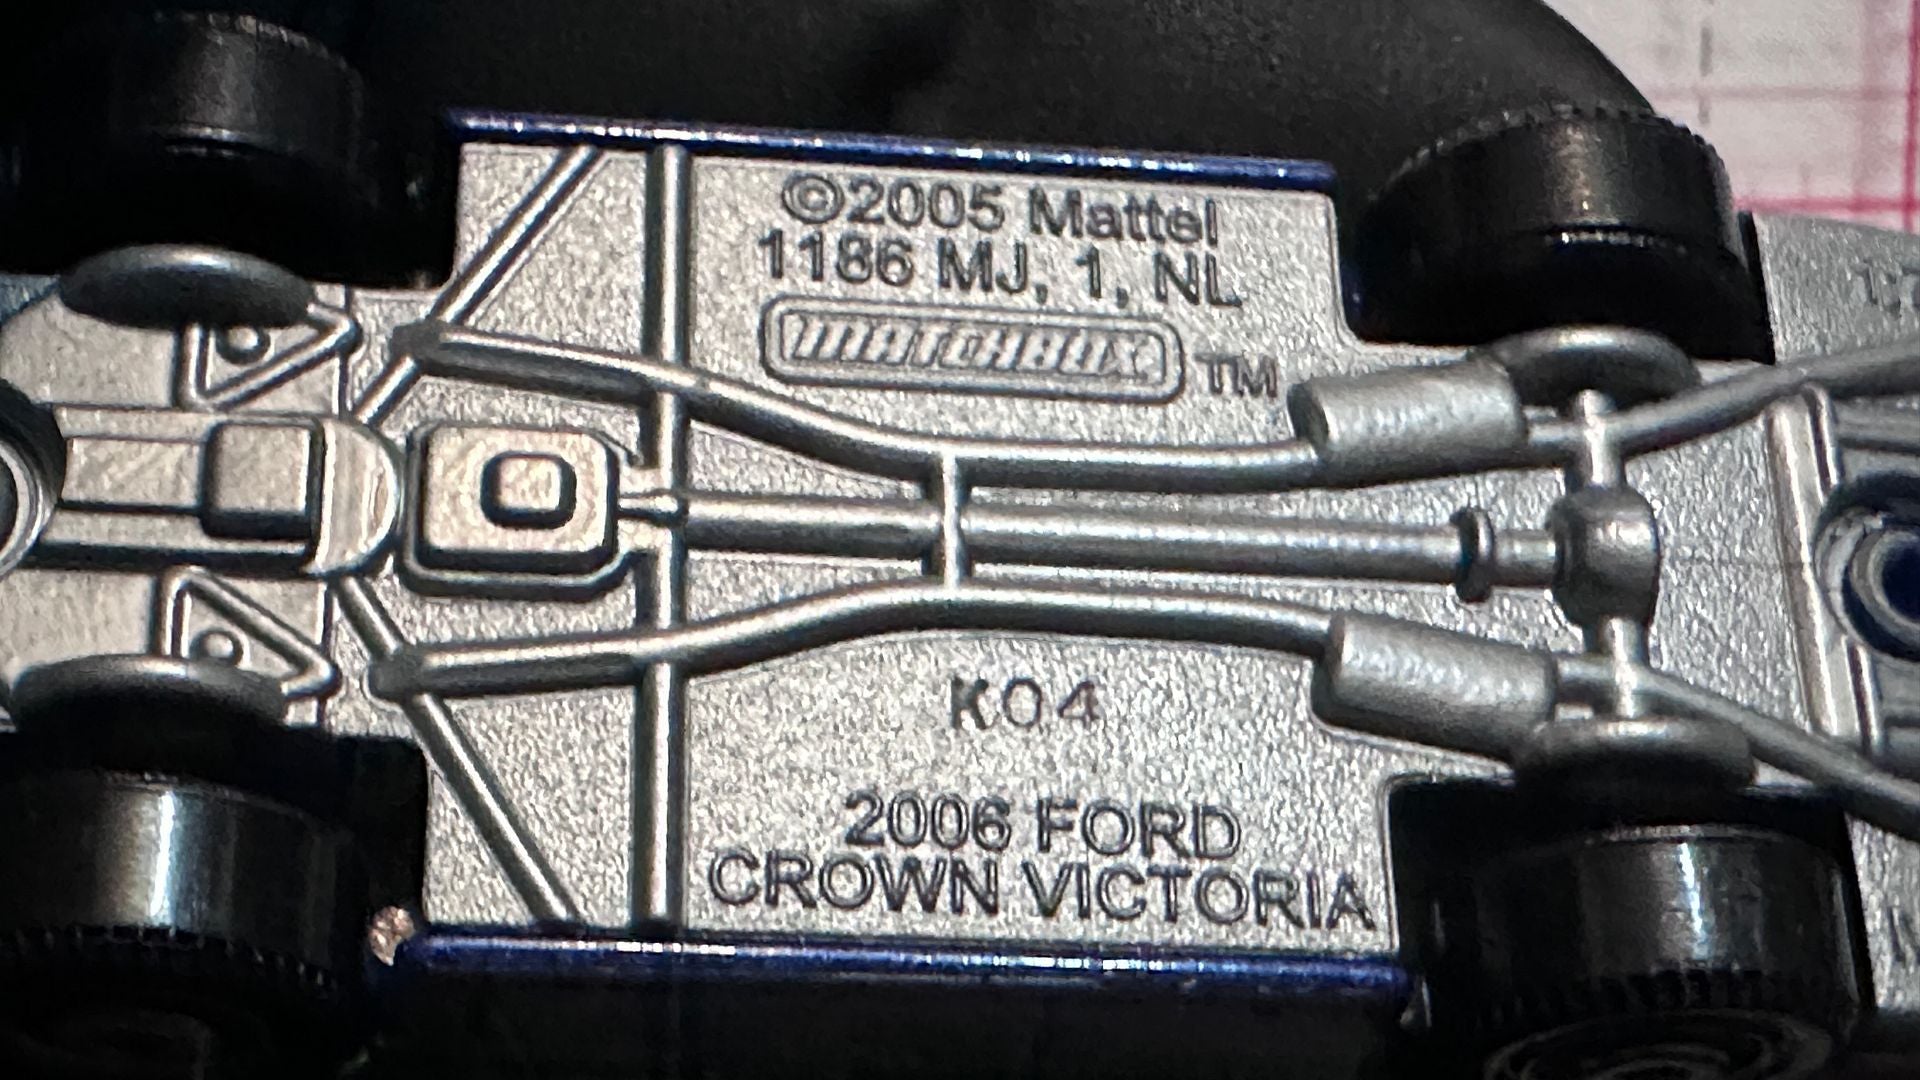 ©2005 Mattel
1186 MJ, 1, NL
MATCHBOX TM
K04
2006 FORD
CROWN VICTORIA